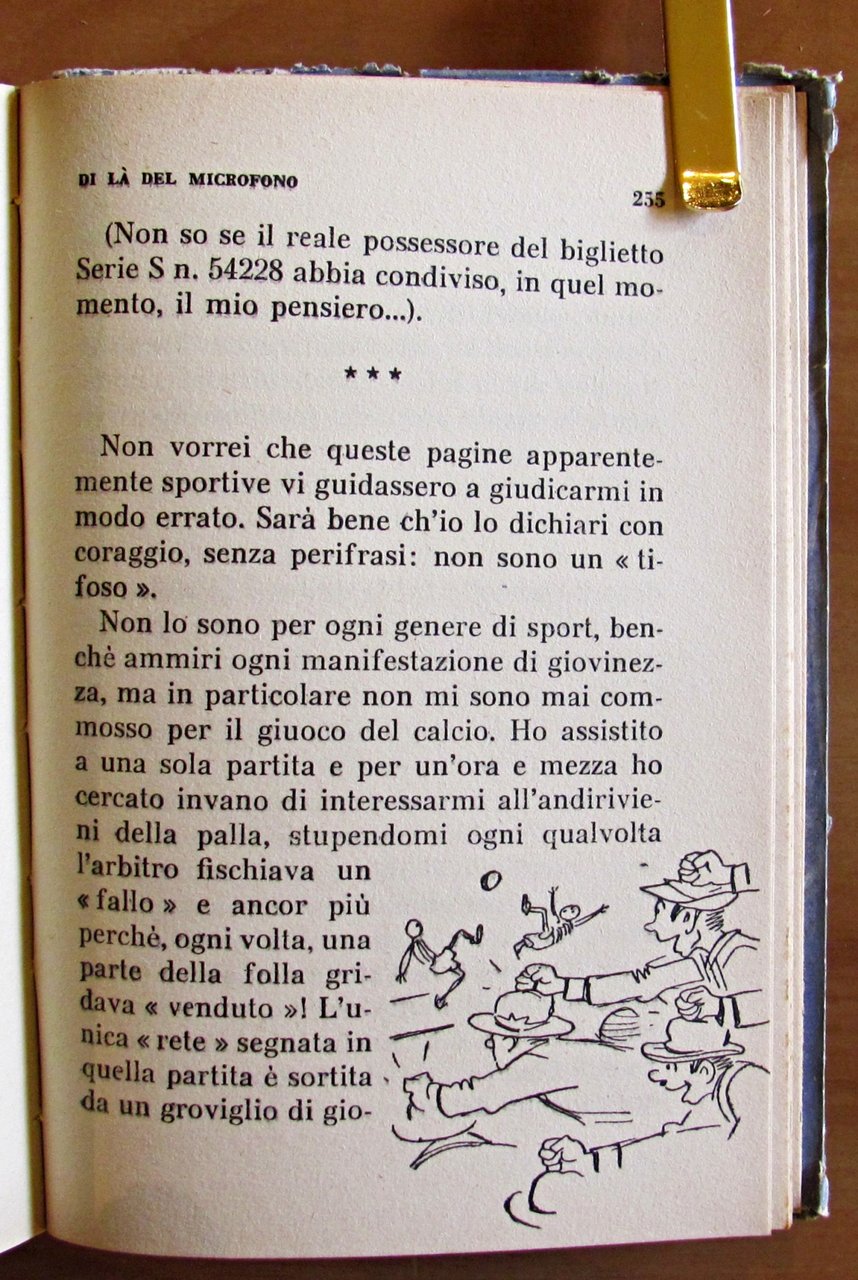 DI LÀ DEL MICROFONO
255
(Non so se il reale possessore del biglietto
Serie S n. 54228 abbia condiviso, in quel mo-
mento, il mio pensiero...).
* * *
Non vorrei che queste pagine apparente-
mente sportive vi guidassero a giudicarmi in
modo errato. Sarà bene ch'io lo dichiari con
coraggio, senza perifrasi: non sono un « ti-
foso ».
Non lo sono per ogni genere di sport, ben-
chè ammiri ogni manifestazione di giovinez-
za, ma in particolare non mi sono mai com-
mosso per il giuoco del calcio. Ho assistito
a una sola partita e per un'ora e mezza ho
cercato invano di interessarmi all'andirivie-
ni della palla, stupendomi ogni qualvolta
l'arbitro fischiava un
« fallo » e ancor più
perchè, ogni volta, una
parte della folla gri-
dava « venduto »! L'u-
nica « rete » segnata in
quella partita è sortita
da un groviglio di gio-